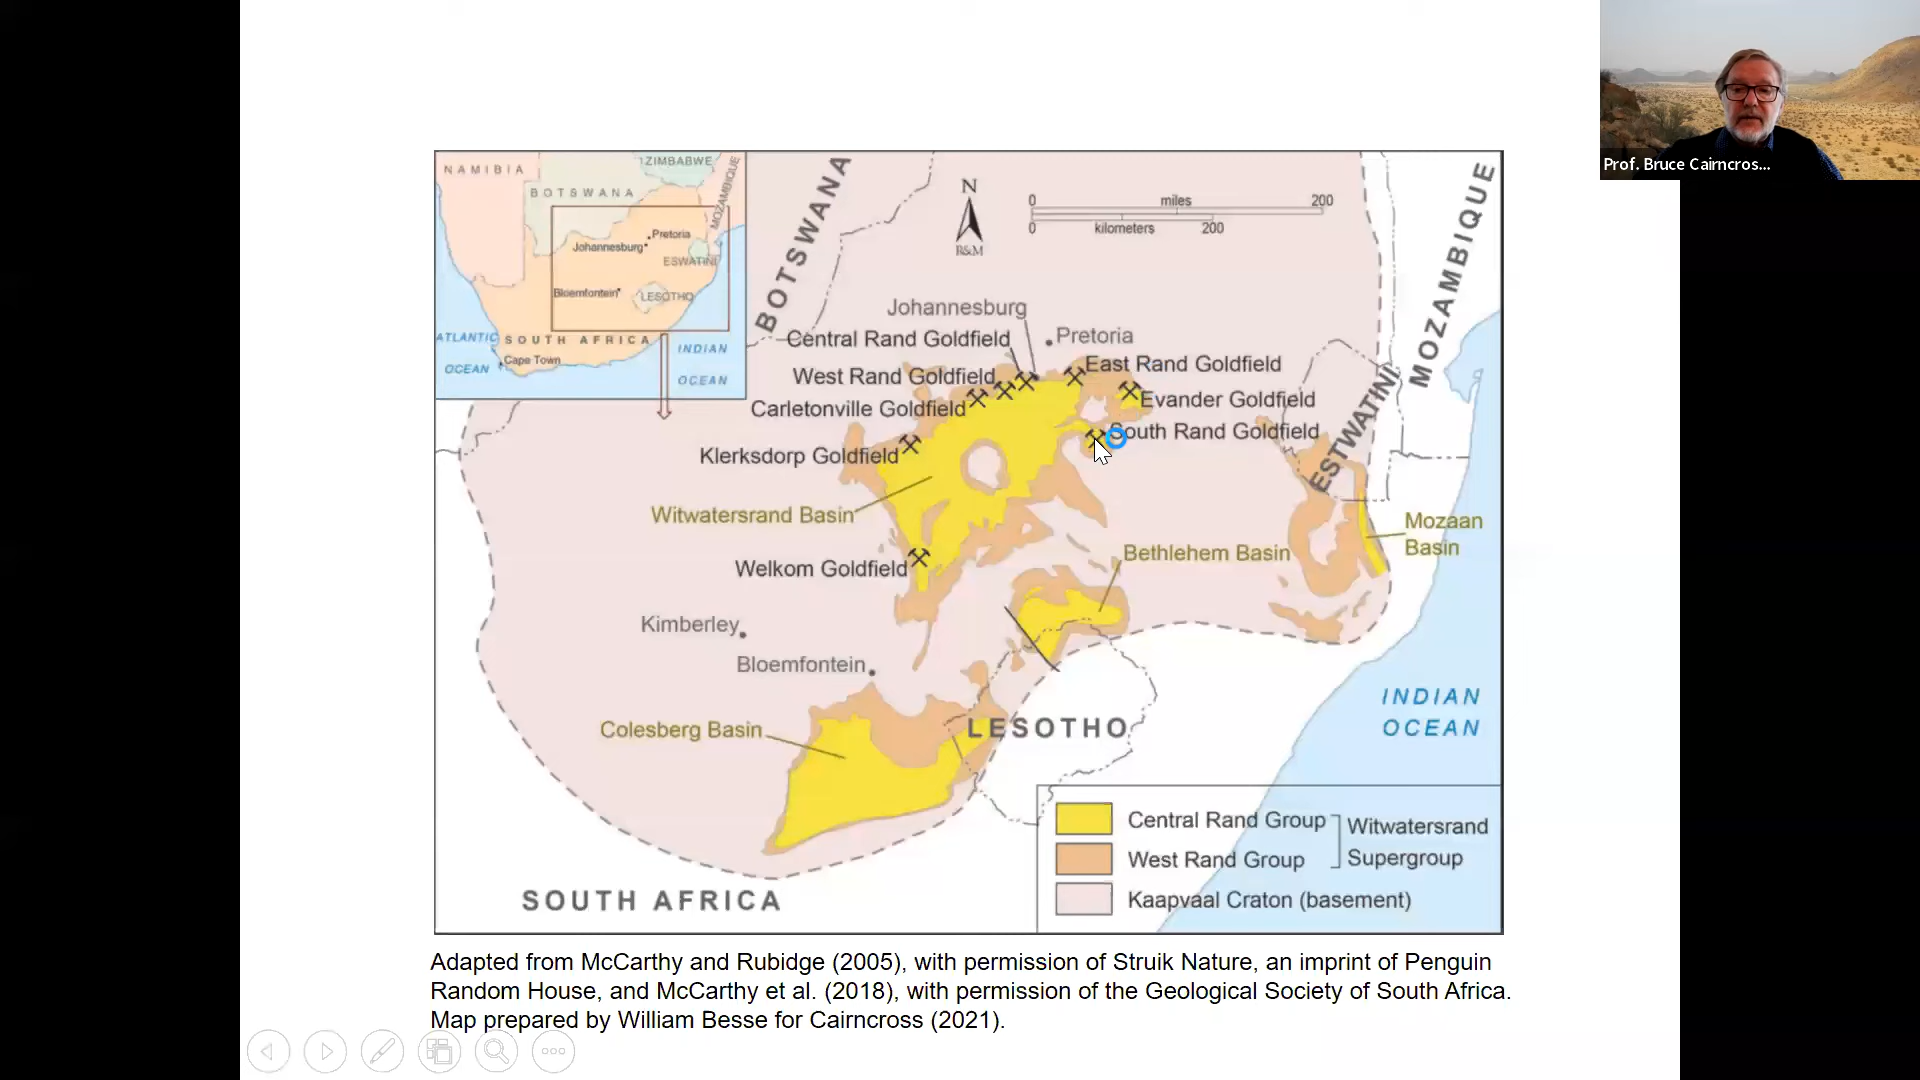 Prof. Bruce Cairncros...
NAMIBIA
ZIMBABWE
BOTSWANA
MOZAMBIQUE
Pretoria
Johannesburg
ESWATINI
Bloemfontein
LESOTHO
ATLANTIC
OCEAN
SOUTH AFRICA
Cape Town
INDIAN
OCEAN
BOTSWANA
N
R&M
0 miles 200
0 kilometers 200
MOZAMBIQUE
Johannesburg
Pretoria
Central Rand Goldfield
East Rand Goldfield
West Rand Goldfield
Evander Goldfield
Carletonville Goldfield
South Rand Goldfield
Klerksdorp Goldfield
ESTWATINI
Witwatersrand Basin
Mozaan
Basin
Bethlehem Basin
Welkom Goldfield
Kimberley
Bloemfontein
Colesberg Basin
LESOTHO
INDIAN
OCEAN
SOUTH AFRICA
Central Rand Group
West Rand Group
Witwatersrand
Supergroup
Kaapvaal Craton (basement)
Adapted from McCarthy and Rubidge (2005), with permission of Struik Nature, an imprint of Penguin
Random House, and McCarthy et al. (2018), with permission of the Geological Society of South Africa.
Map prepared by William Besse for Cairncross (2021).